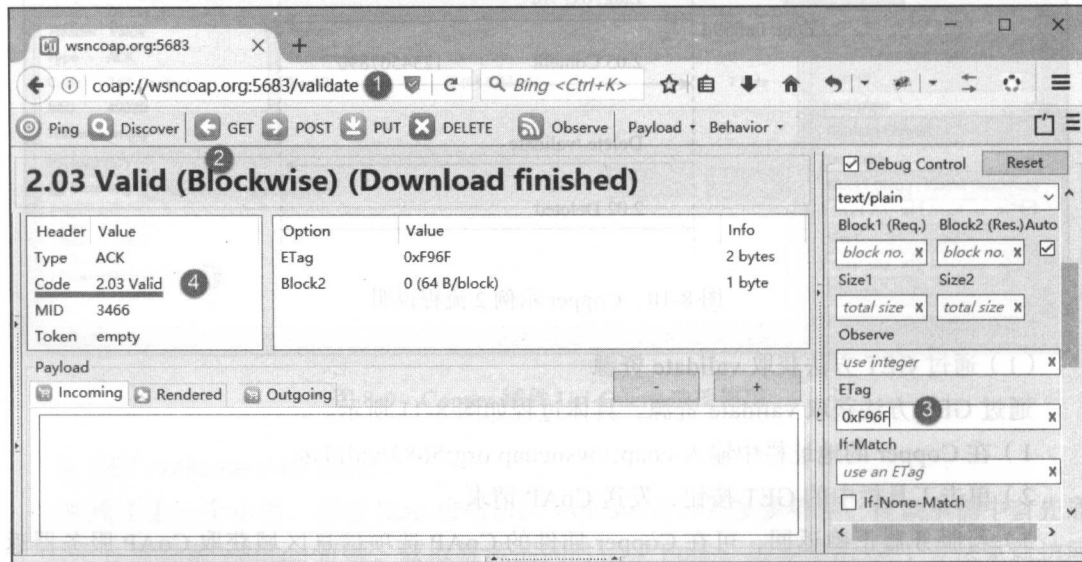 wsncoap.org:5683
coap://wsncoap.org:5683/validate 1 Bing <Ctrl+K>
Ping Discover GET POST PUT DELETE Observe Payload Behavior
2
2.03 Valid (Blockwise) (Download finished)
Header Value
Type ACK
Code 2.03 Valid 4
MID 3466
Token empty
Option Value Info
ETag 0xF96F 2 bytes
Block2 0 (64 B/block) 1 byte
Payload
Incoming Rendered Outgoing
- +
Debug Control Reset
text/plain
Block1 (Req.) Block2 (Res.) Auto
block no. x block no. x
Size1 Size2
total size x total size x
Observe
use integer x
ETag
0xF96F 3 x
If-Match
use an ETag x
If-None-Match